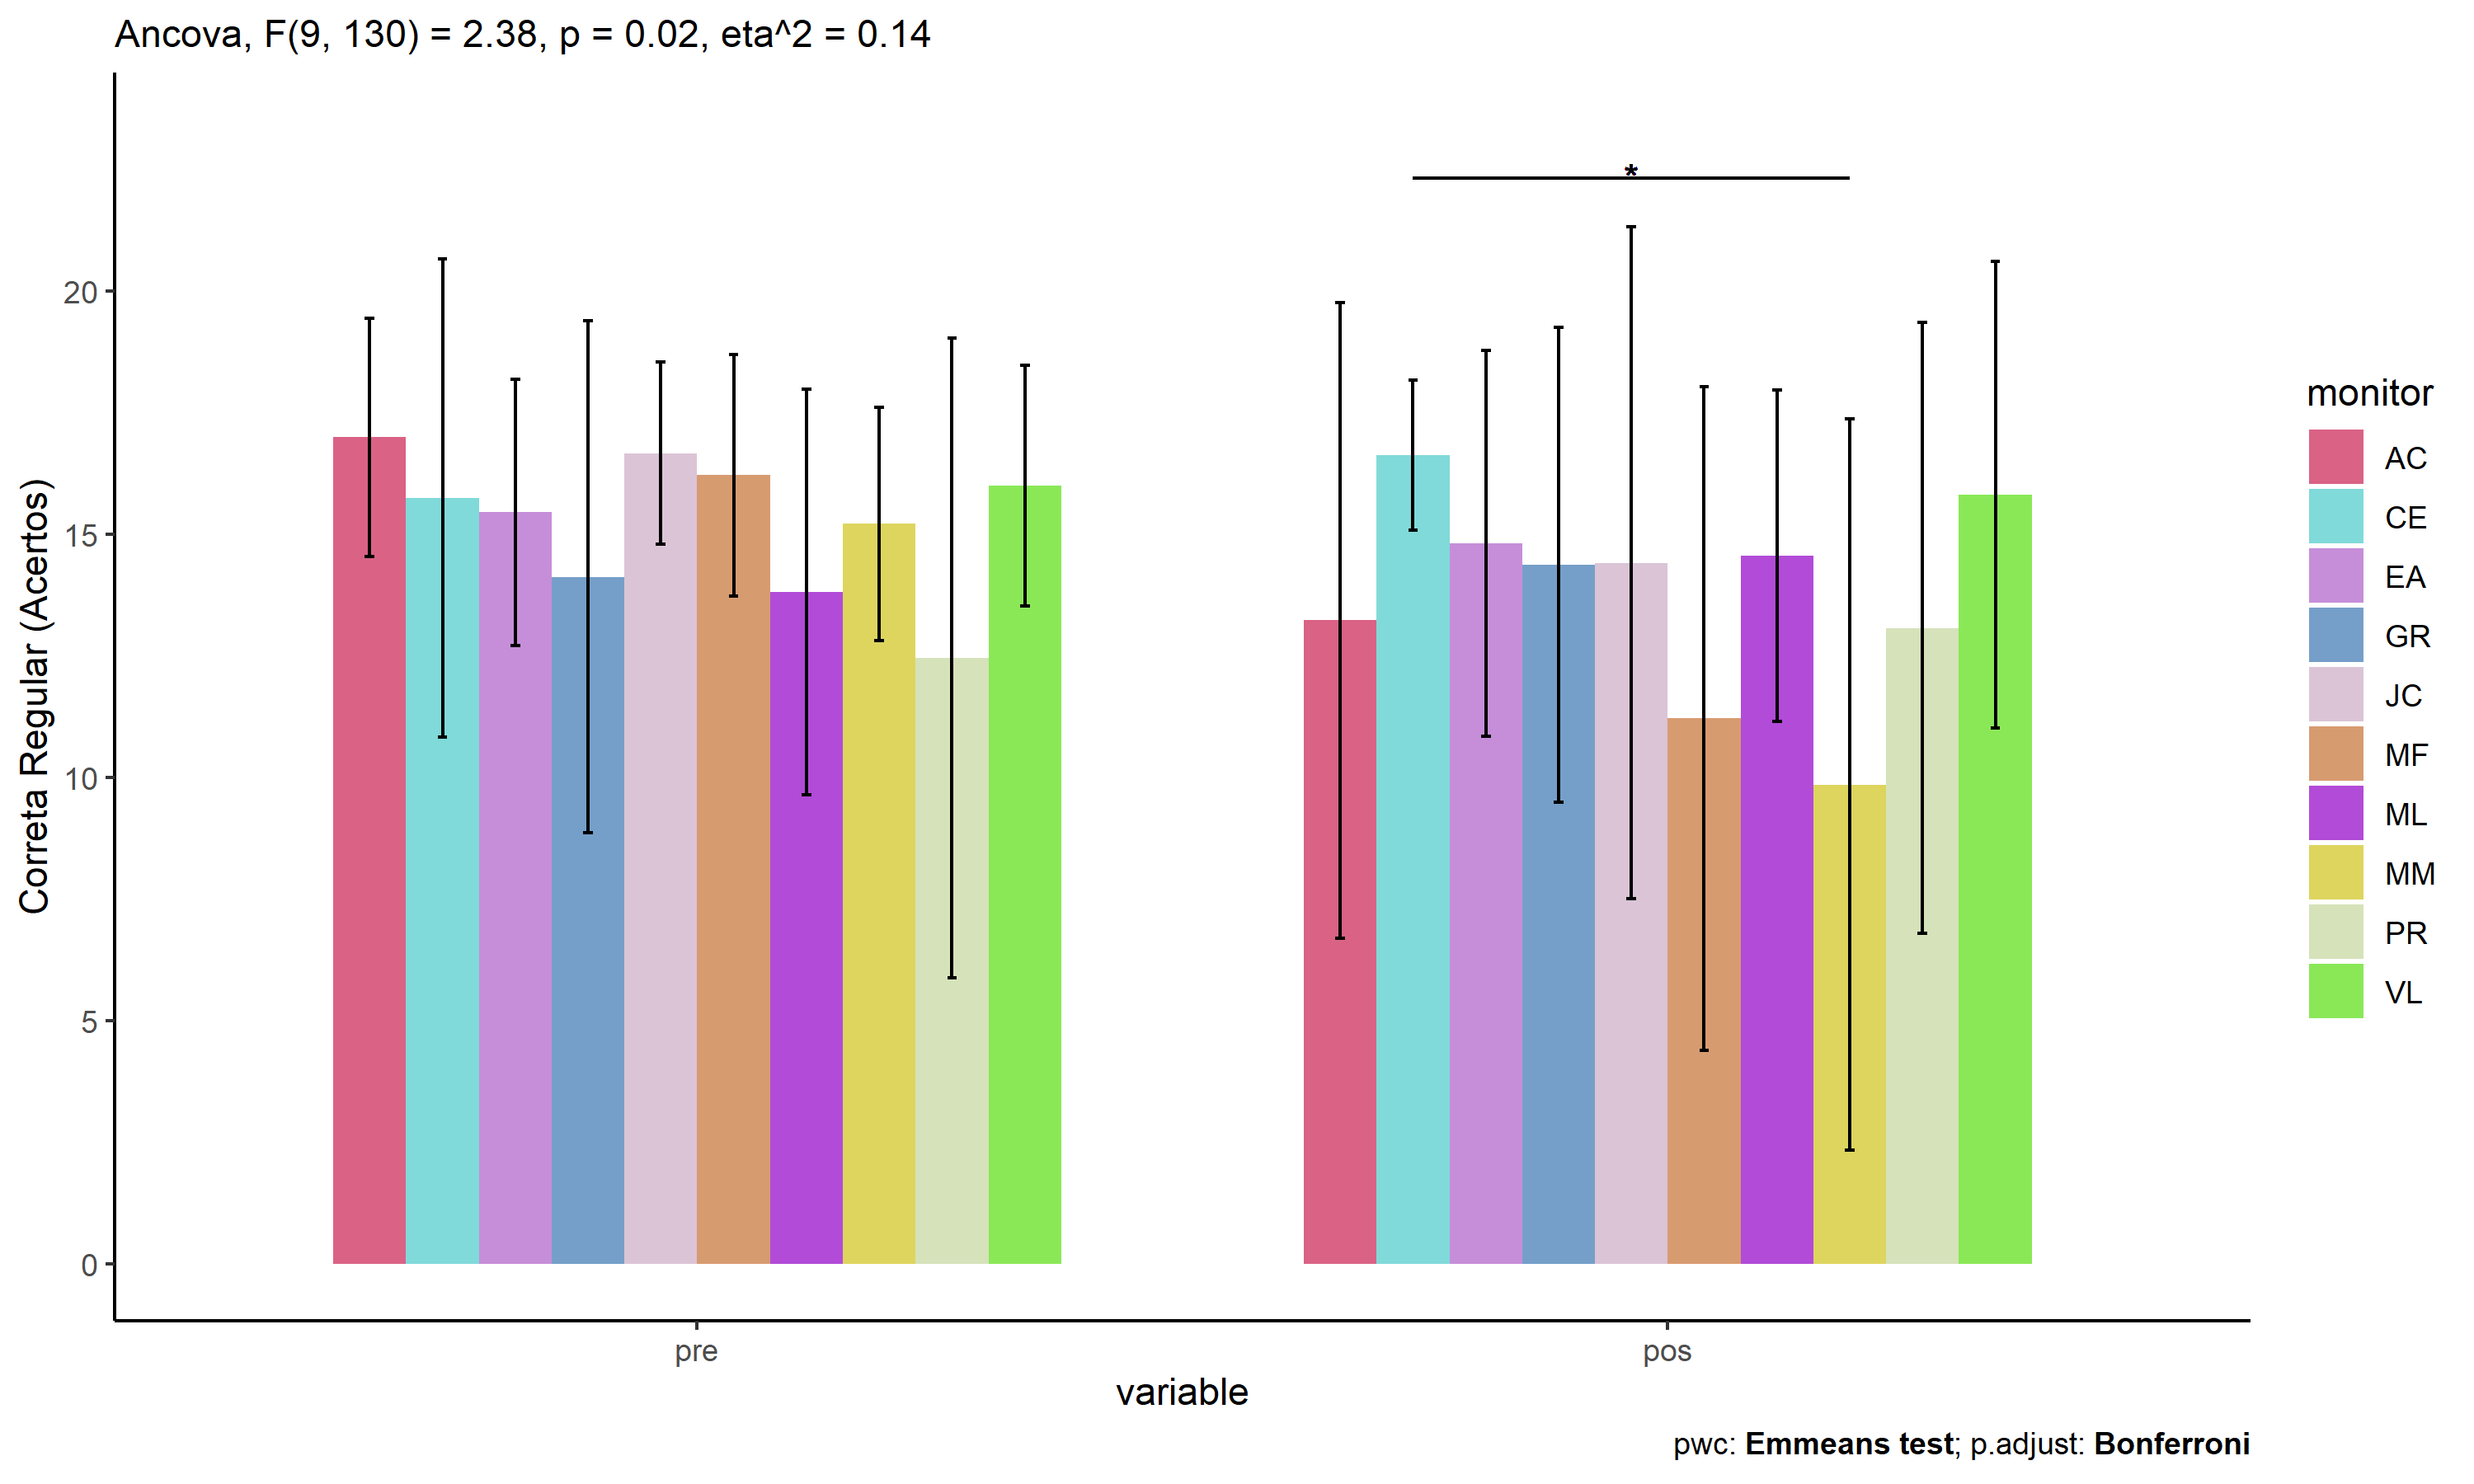 Ancova, F(9, 130) = 2.38, p = 0.02, eta^2 = 0.14
*
20
15
10
5
0
Correta Regular (Acertos)
pre
pos
variable
monitor
AC
CE
EA
GR
JC
MF
ML
MM
PR
VL
pwc: Emmeans test; p.adjust: Bonferroni